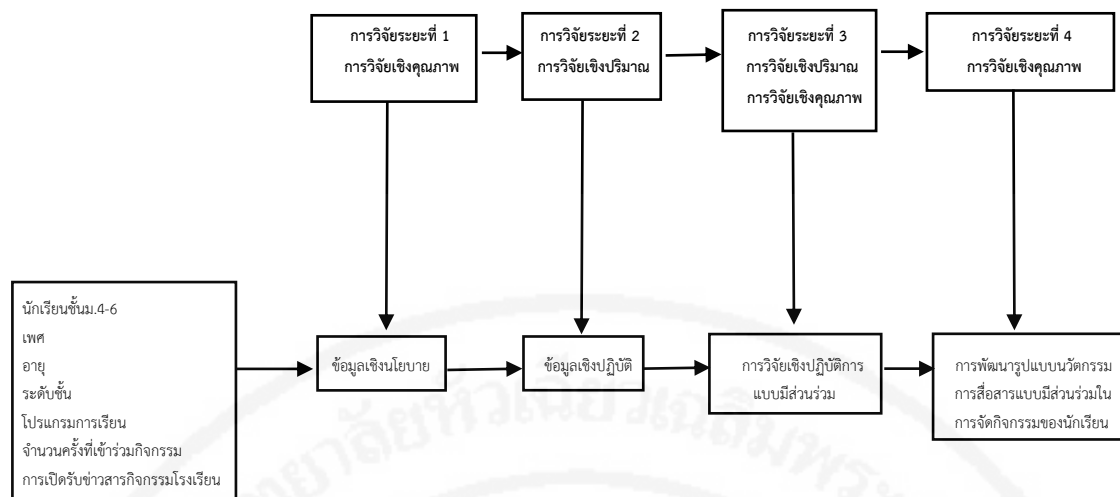 การวิจัยระยะที่ 1
การวิจัยเชิงคุณภาพ
การวิจัยระยะที่ 2
การวิจัยเชิงปริมาณ
การวิจัยระยะที่ 3
การวิจัยเชิงปริมาณ
การวิจัยเชิงคุณภาพ
การวิจัยระยะที่ 4
การวิจัยเชิงคุณภาพ
นักเรียนชั้นม.4-6
เพศ
อายุ
ระดับชั้น
โปรแกรมการเรียน
จำนวนครั้งที่เข้าร่วมกิจกรรม
การเปิดรับข่าวสารกิจกรรมโรงเรียน
ข้อมูลเชิงนโยบาย
ข้อมูลเชิงปฏิบัติ
การวิจัยเชิงปฏิบัติการ
แบบมีส่วนร่วม
การพัฒนารูปแบบนวัตกรรม
การสื่อสารแบบมีส่วนร่วมใน
การจัดกิจกรรมของนักเรียน